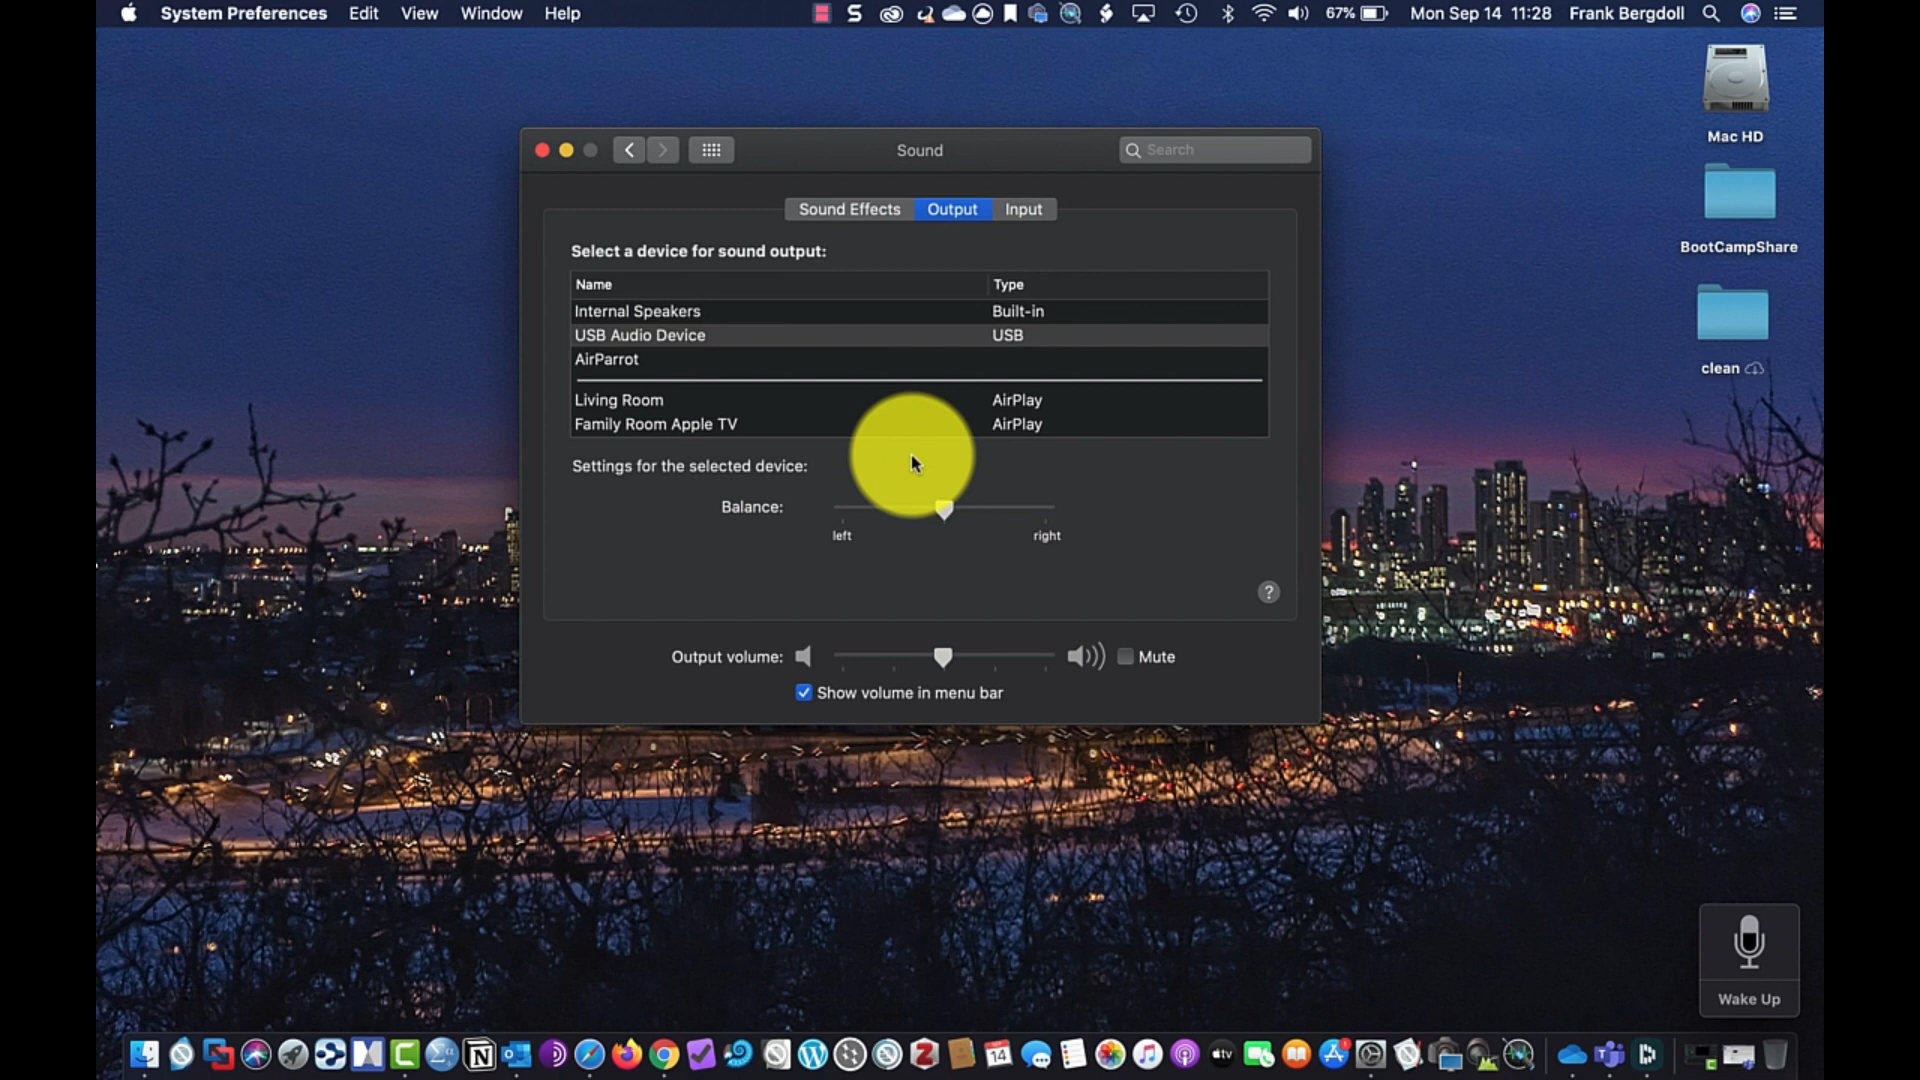 System Preferences Edit View Window Help 67% Mon Sep 14 11:28 Frank Bergdoll
Mac HD
BootCampShare
clean
Sound
Search
Sound Effects Output Input
Select a device for sound output:
Name Type
Internal Speakers Built-in
USB Audio Device USB
AirParrot
Living Room AirPlay
Family Room Apple TV AirPlay
Settings for the selected device:
Balance:
left right
?
Output volume: Mute
Show volume in menu bar
Wake Up
14
tv